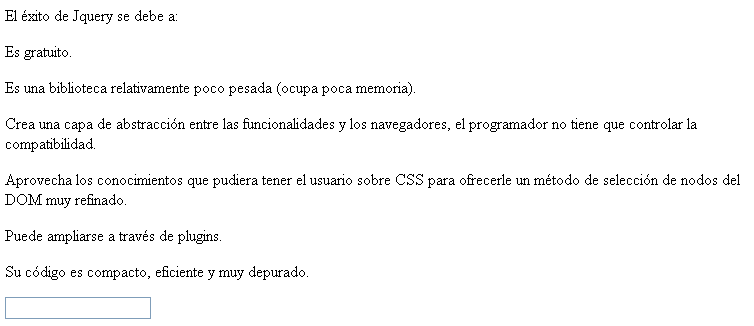 El éxito de Jquery se debe a:
Es gratuito.
Es una biblioteca relativamente poco pesada (ocupa poca memoria).
Crea una capa de abstracción entre las funcionalidades y los navegadores, el programador no tiene que controlar la
compatibilidad.
Aprovecha los conocimientos que pudiera tener el usuario sobre CSS para ofrecerle un método de selección de nodos del
DOM muy refinado.
Puede ampliarse a través de plugins.
Su código es compacto, eficiente y muy depurado.